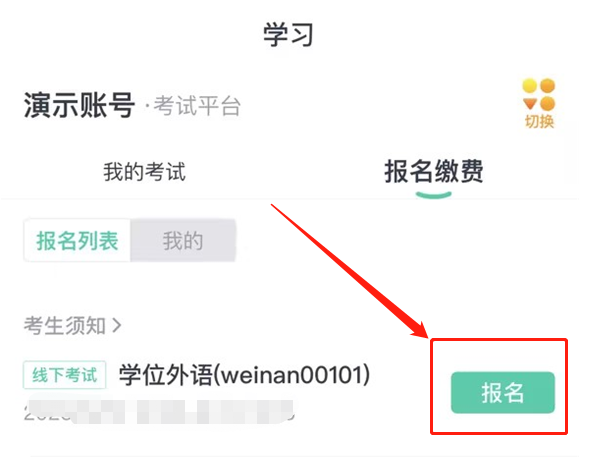 学习
演示账号 ·考试平台
切换
我的考试 报名缴费
报名列表 我的
考生须知 >
线下考试 学位外语(weinan00101)
报名